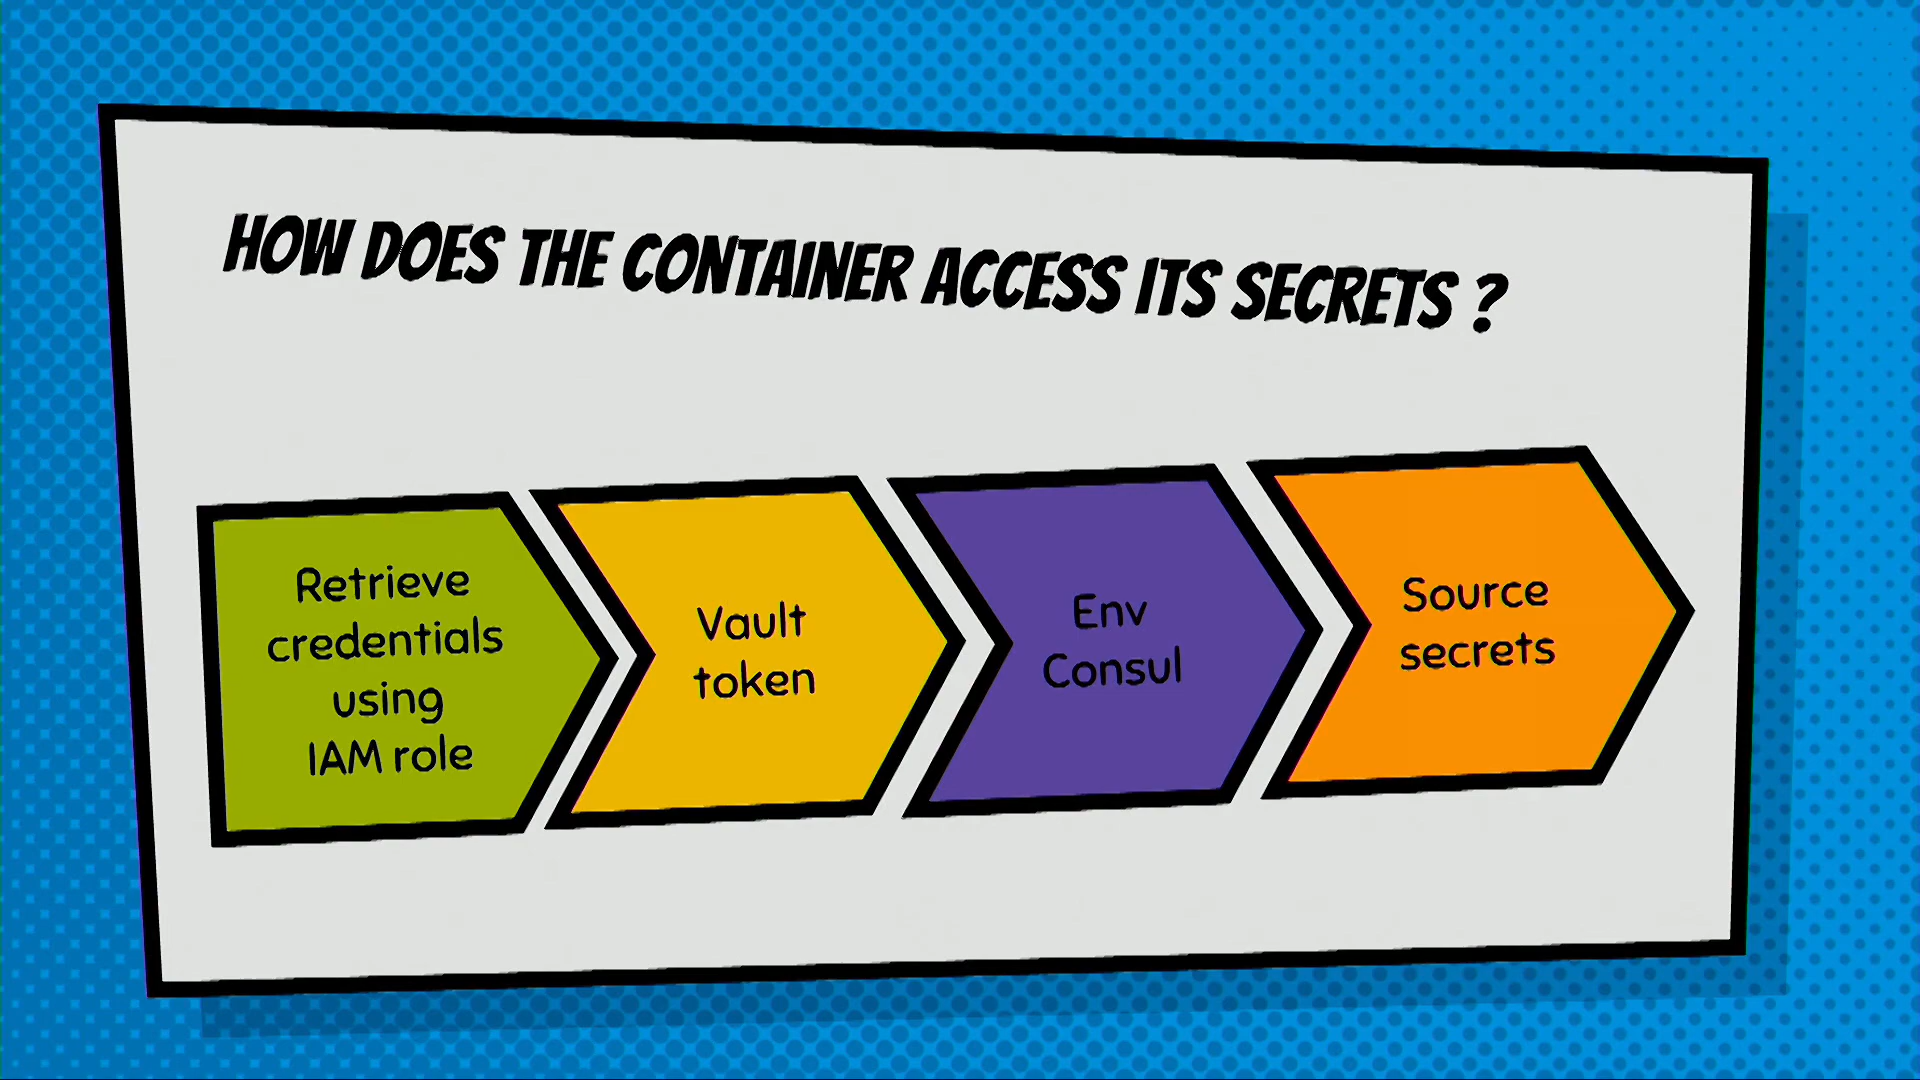 HOW DOES THE CONTAINER ACCESS ITS SECRETS ?
Retrieve
credentials
using
IAM role
Vault
token
Env
Consul
Source
secrets